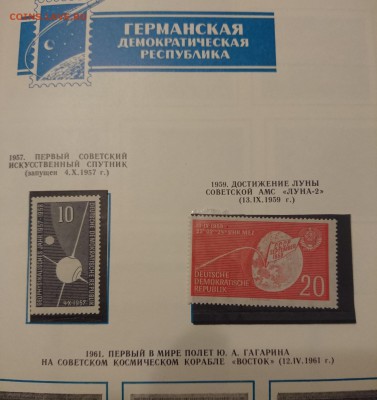 ГЕРМАНСКАЯ
ДЕМОКРАТИЧЕСКАЯ
РЕСПУБЛИКА
1957. ПЕРВЫЙ СОВЕТСКИЙ
ИСКУССТВЕННЫЙ СПУТНИК
(запущен 4.X.1957 г.)
1959. ДОСТИЖЕНИЕ ЛУНЫ
СОВЕТСКОЙ АМС «ЛУНА-2»
(13.IX.1959 г.)
10
4·X·1957
DEUTSCHE
DEMOKRATISCHE
REPUBLIK
20
1961. ПЕРВЫЙ В МИРЕ ПОЛЕТ Ю. А. ГАГАРИНА
НА СОВЕТСКОМ КОСМИЧЕСКОМ КОРАБЛЕ «ВОСТОК» (12.IV.1961 г.)